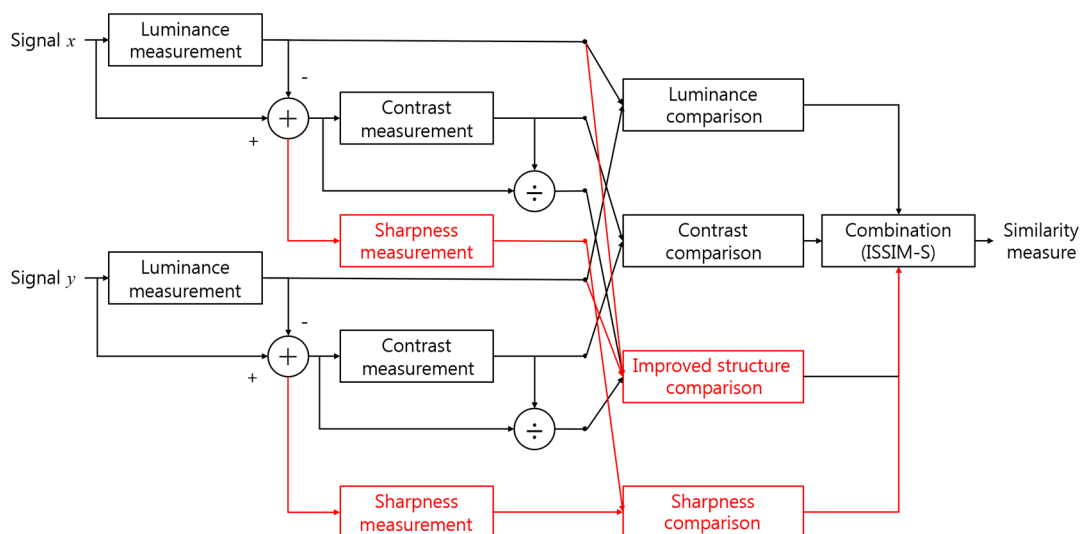 Signal x
Luminance
measurement
-
+
+
Contrast
measurement
÷
Sharpness
measurement
Signal y
Luminance
measurement
-
+
+
Contrast
measurement
÷
Sharpness
measurement
Luminance
comparison
Contrast
comparison
Improved structure
comparison
Sharpness
comparison
Combination
(ISSIM-S)
Similarity
measure